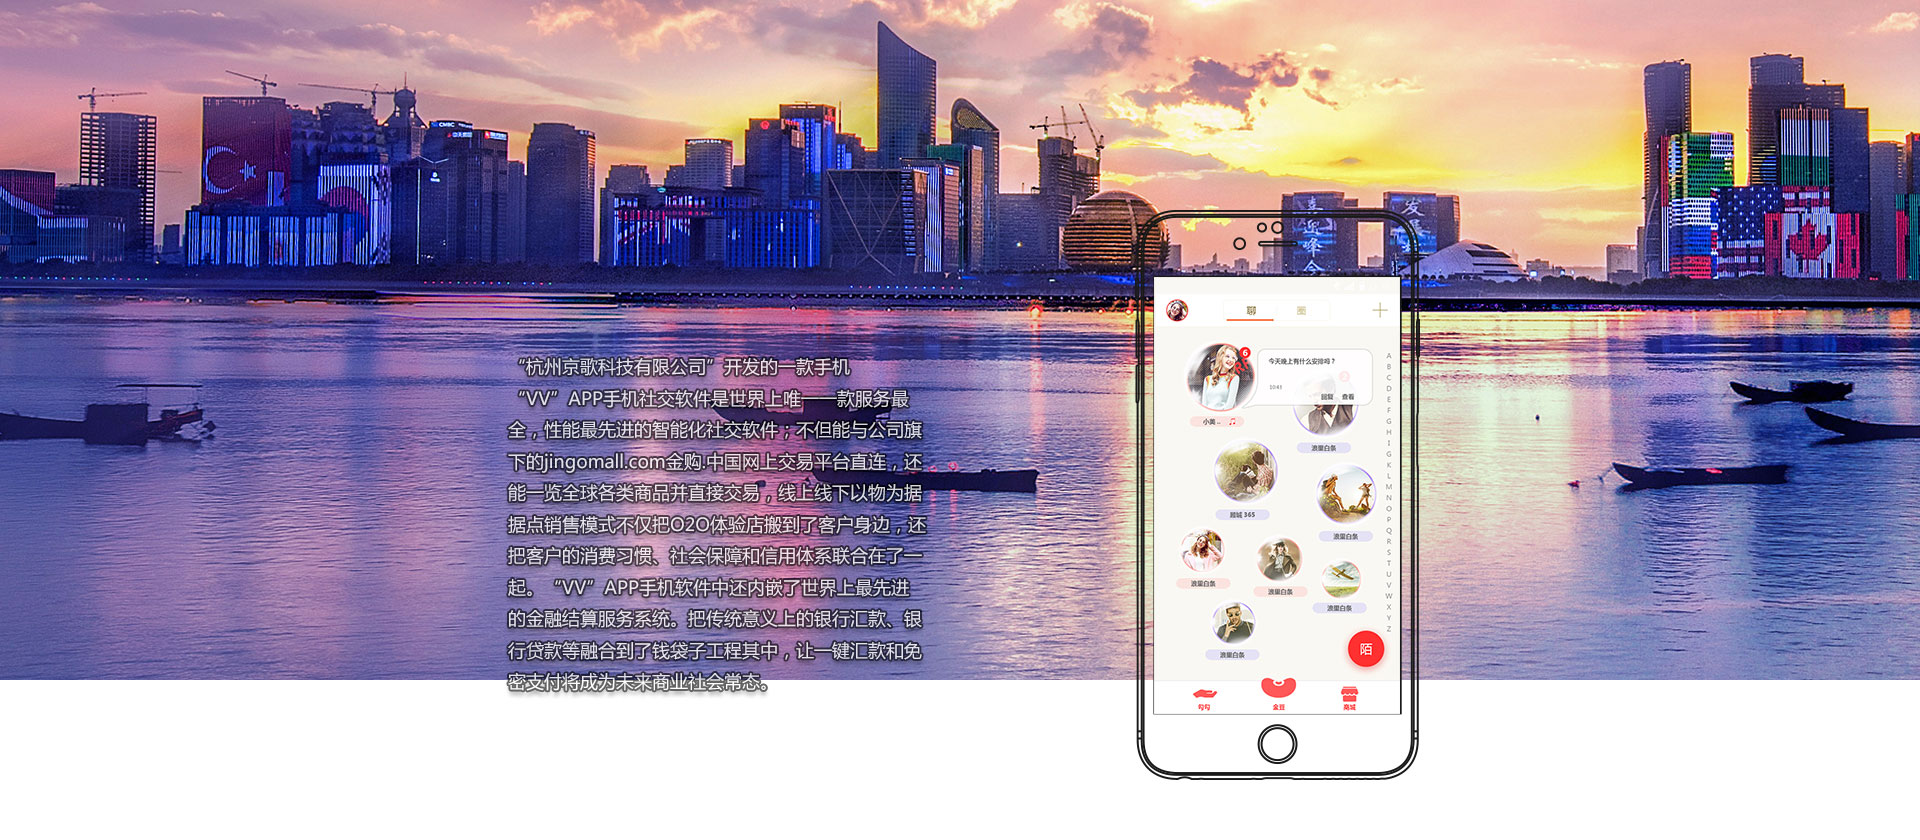 CMBC
喜迎峰会
发
“杭州京歌科技有限公司”开发的一款手机
“VV”APP手机社交软件是世界上唯一一款服务最
全，性能最先进的智能化社交软件；不但能与公司旗
下的jingomall.com金购.中国网上交易平台直连，还
能一览全球各类商品并直接交易，线上线下以物为据
据点销售模式不仅把O2O体验店搬到了客户身边，还
把客户的消费习惯、社会保障和信用体系联合在了一
起。“VV”APP手机软件中还内嵌了世界上最先进
的金融结算服务系统。把传统意义上的银行汇款、银
行贷款等融合到了钱袋子工程其中，让一键汇款和免
密支付将成为未来商业社会常态。
聊 圈
6
今天晚上有什么安排吗？
10:41
回复 查看
小美 ..
浪里白条
超城 365
浪里白条
浪里白条
浪里白条
浪里白条
浪里白条
A
B
C
D
E
F
G
H
I
G
K
L
M
N
O
P
Q
R
S
T
U
V
W
X
Y
Z
陌
勾勾 金豆 商城